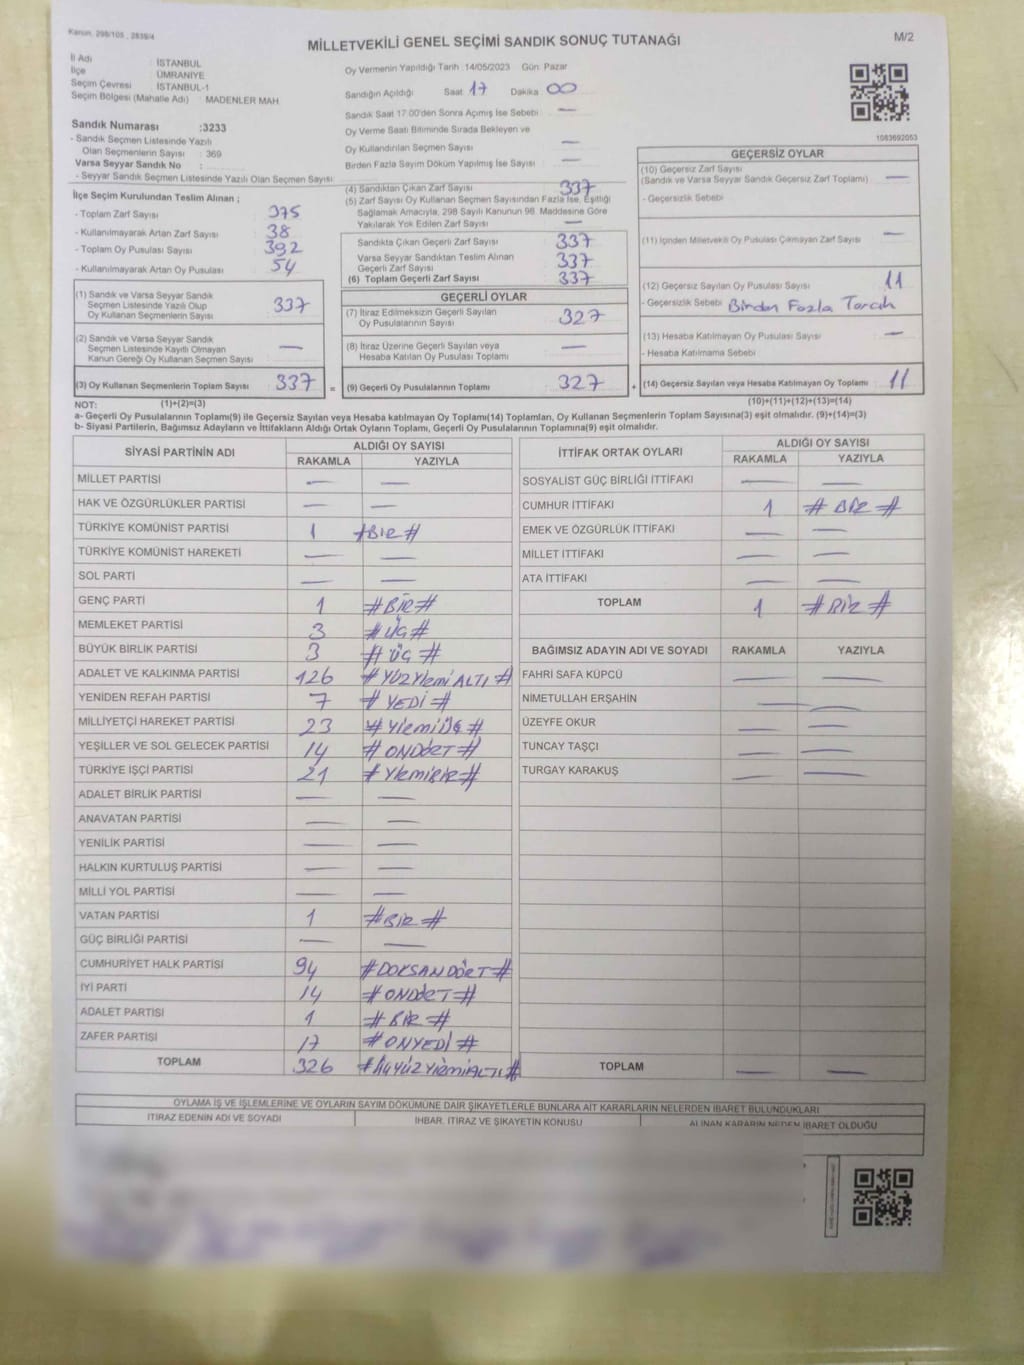 Kanun, 298/105 , 2839/4
MİLLETVEKİLİ GENEL SEÇİMİ SANDIK SONUÇ TUTANAĞI
M/2
İl Adı : İSTANBUL
İlçe : ÜMRANİYE
Seçim Çevresi : İSTANBUL-1
Seçim Bölgesi (Mahalle Adı) : MADENLER MAH.
Sandık Numarası :3233
- Sandık Seçmen Listesinde Yazılı
Olan Seçmenlerin Sayısı : 369
Varsa Seyyar Sandık No :
- Seyyar Sandık Seçmen Listesinde Yazılı Olan Seçmen Sayısı :
İlçe Seçim Kurulundan Teslim Alınan ;
- Toplam Zarf Sayısı : 375
- Kullanılmayarak Artan Zarf Sayısı : 38
- Toplam Oy Pusulası Sayısı : 392
- Kullanılmayarak Artan Oy Pusulası : 54
(1) Sandık ve Varsa Seyyar Sandık
Seçmen Listesinde Yazılı Olup
Oy Kullanan Seçmenlerin Sayısı : 337
(2) Sandık ve Varsa Seyyar Sandık
Seçmen Listesinde Kayıtlı Olmayan
Kanun Gereği Oy Kullanan Seçmen Sayısı : —
(3) Oy Kullanan Seçmenlerin Toplam Sayısı : 337 =
(1)+(2)=(3)
Oy Vermenin Yapıldığı Tarih :14/05/2023 Gün: Pazar
Sandığın Açıldığı Saat 17 Dakika 00
Sandık Saat 17.00'den Sonra Açımış İse Sebebi : —
Oy Verme Saati Bitiminde Sırada Bekleyen ve
Oy Kullandırılan Seçmen Sayısı : —
Birden Fazla Sayım Döküm Yapılmış İse Sayısı : —
(4) Sandıktan Çıkan Zarf Sayısı : 337
(5) Zarf Sayısı Oy Kullanan Seçmen Sayısından Fazla İse, Eşitliği
Sağlamak Amacıyla, 298 Sayılı Kanunun 98. Maddesine Göre
Yakılarak Yok Edilen Zarf Sayısı : —
Sandıkta Çıkan Geçerli Zarf Sayısı : 337
Varsa Seyyar Sandıktan Teslim Alınan
Geçerli Zarf Sayısı : 337
(6) Toplam Geçerli Zarf Sayısı : 337
GEÇERLİ OYLAR
(7) İtiraz Edilmeksizin Geçerli Sayılan
Oy Pusulalarının Sayısı : 327
(8) İtiraz Üzerine Geçerli Sayılan veya
Hesaba Katılan Oy Pusulası Toplamı : —
(9) Geçerli Oy Pusulalarının Toplamı : 327 +
1083692053
GEÇERSİZ OYLAR
(10) Geçersiz Zarf Sayısı
(Sandık ve Varsa Seyyar Sandık Geçersiz Zarf Toplamı) : —
- Geçersizlik Sebebi :
(11) İçinden Milletvekili Oy Pusulası Çıkmayan Zarf Sayısı : —
(12) Geçersiz Sayılan Oy Pusulası Sayısı : 11
- Geçersizlik Sebebi : Birden Fazla Tercih
(13) Hesaba Katılmayan Oy Pusulası Sayısı : —
- Hesaba Katılmama Sebebi :
(14) Geçersiz Sayılan veya Hesaba Katılmayan Oy Toplamı : 11
(10)+(11)+(12)+(13)=(14)
NOT:
a- Geçerli Oy Pusulalarının Toplamı(9) ile Geçersiz Sayılan veya Hesaba katılmayan Oy Toplamı(14) Toplamları, Oy Kullanan Seçmenlerin Toplam Sayısına(3) eşit olmalıdır. (9)+(14)=(3)
b- Siyasi Partilerin, Bağımsız Adayların ve İttifakların Aldığı Ortak Oyların Toplamı, Geçerli Oy Pusulalarının Toplamına(9) eşit olmalıdır.
SİYASİ PARTİNİN ADI ALDIĞI OY SAYISI
RAKAMLA YAZIYLA
MİLLET PARTİSİ — —
HAK VE ÖZGÜRLÜKLER PARTİSİ — —
TÜRKİYE KOMÜNİST PARTİSİ 1 #BİR#
TÜRKİYE KOMÜNİST HAREKETİ — —
SOL PARTİ — —
GENÇ PARTİ 1 #BİR#
MEMLEKET PARTİSİ 3 #ÜÇ#
BÜYÜK BİRLİK PARTİSİ 3 #ÜÇ#
ADALET VE KALKINMA PARTİSİ 126 #YÜZYİRMİALTI#
YENİDEN REFAH PARTİSİ 7 #YEDİ#
MİLLİYETÇİ HAREKET PARTİSİ 23 #YİRMİÜÇ#
YEŞİLLER VE SOL GELECEK PARTİSİ 14 #ONDÖRT#
TÜRKİYE İŞÇİ PARTİSİ 21 #YİRMİBİR#
ADALET BİRLİK PARTİSİ — —
ANAVATAN PARTİSİ — —
YENİLİK PARTİSİ — —
HALKIN KURTULUŞ PARTİSİ — —
MİLLİ YOL PARTİSİ — —
VATAN PARTİSİ 1 #BİR#
GÜÇ BİRLİĞİ PARTİSİ — —
CUMHURİYET HALK PARTİSİ 94 #DOKSANDÖRT#
İYİ PARTİ 14 #ONDÖRT#
ADALET PARTİSİ 1 #BİR#
ZAFER PARTİSİ 17 #ONYEDİ#
TOPLAM 326 #ÜÇYÜZYİRMİALTI#
İTTİFAK ORTAK OYLARI ALDIĞI OY SAYISI
RAKAMLA YAZIYLA
SOSYALİST GÜÇ BİRLİĞİ İTTİFAKI — —
CUMHUR İTTİFAKI 1 #BİR#
EMEK VE ÖZGÜRLÜK İTTİFAKI — —
MİLLET İTTİFAKI — —
ATA İTTİFAKI — —
TOPLAM 1 #BİR#
BAĞIMSIZ ADAYIN ADI VE SOYADI RAKAMLA YAZIYLA
FAHRİ SAFA KÜPCÜ — —
NİMETULLAH ERŞAHİN — —
ÜZEYFE OKUR — —
TUNCAY TAŞÇI — —
TURGAY KARAKUŞ — —
TOPLAM — —
OYLAMA İŞ VE İŞLEMLERİNE VE OYLARIN SAYIM DÖKÜMÜNE DAİR ŞİKAYETLERLE BUNLARA AİT KARARLARIN NELERDEN İBARET BULUNDUKLARI
İTİRAZ EDENİN ADI VE SOYADI İHBAR, İTİRAZ VE ŞİKAYETİN KONUSU ALINAN KARARIN NEDEN İBARET OLDUĞU